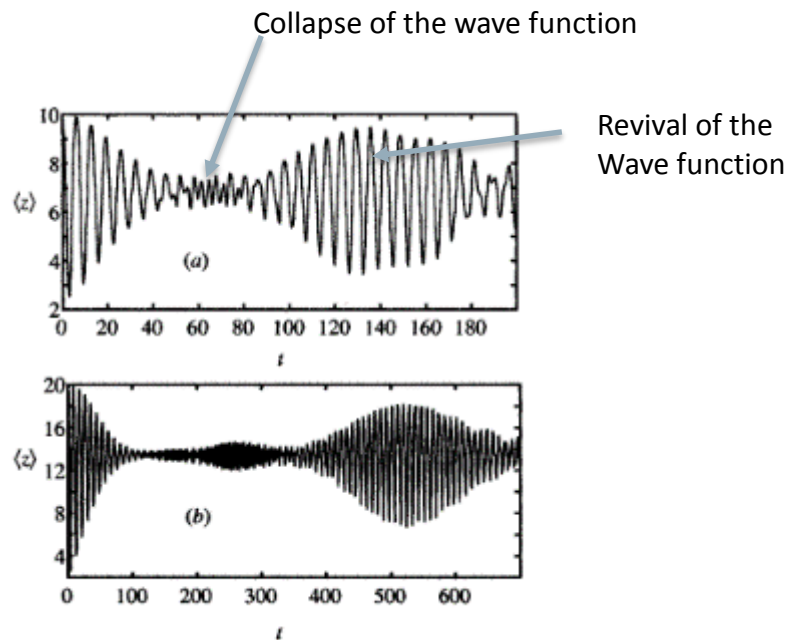 Collapse of the wave function
Revival of the
Wave function
10
8
⟨z⟩
6
4
2
(a)
0 20 40 60 80 100 120 140 160 180
t
20
16
⟨z⟩
12
8
4
(b)
0 100 200 300 400 500 600
t